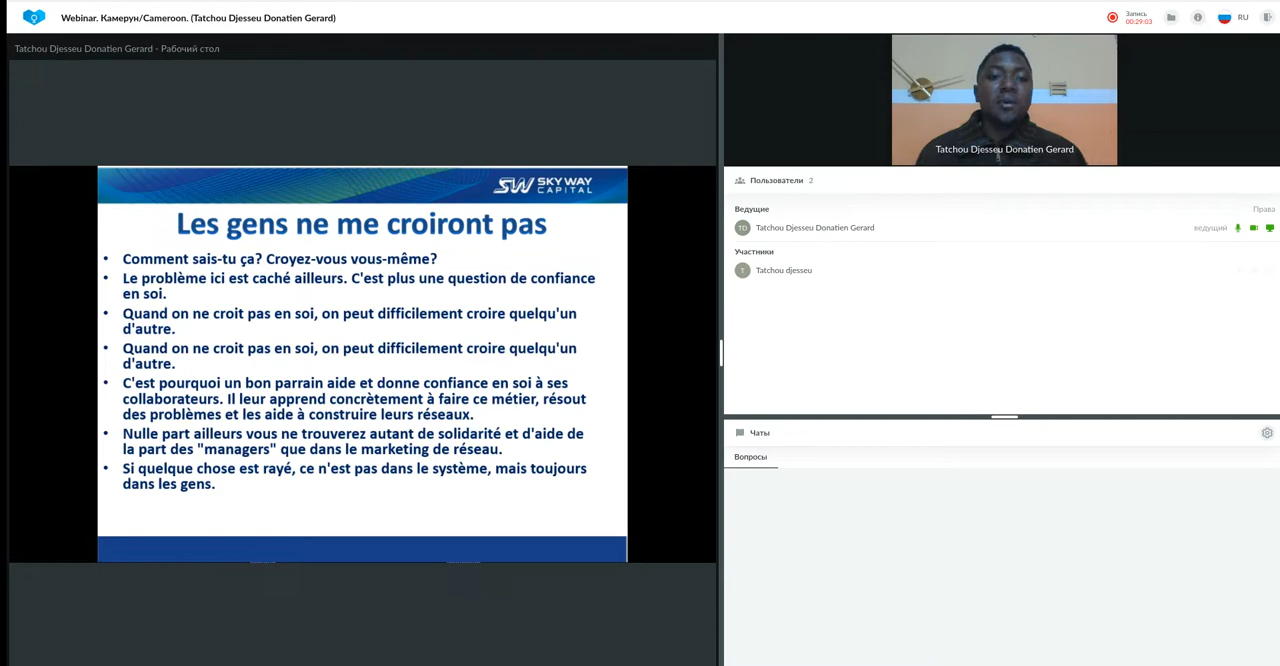 Webinar. Камерун/Cameroon. (Tatchou Djesseu Donatien Gerard)
Запись
00:29:03
RU
Tatchou Djesseu Donatien Gerard - Рабочий стол
SW SKY WAY
CAPITAL
Les gens ne me croiront pas
• Comment sais-tu ça? Croyez-vous vous-même?
• Le problème ici est caché ailleurs. C'est plus une question de confiance
en soi.
• Quand on ne croit pas en soi, on peut difficilement croire quelqu'un
d'autre.
• Quand on ne croit pas en soi, on peut difficilement croire quelqu'un
d'autre.
• C'est pourquoi un bon parrain aide et donne confiance en soi à ses
collaborateurs. Il leur apprend concrètement à faire ce métier, résout
des problèmes et les aide à construire leurs réseaux.
• Nulle part ailleurs vous ne trouverez autant de solidarité et d'aide de
la part des "managers" que dans le marketing de réseau.
• Si quelque chose est rayé, ce n'est pas dans le système, mais toujours
dans les gens.
Tatchou Djesseu Donatien Gerard
Пользователи 2
Ведущие Права
TD Tatchou Djesseu Donatien Gerard ведущий
Участники
T Tatchou djesseu
Чаты
Вопросы